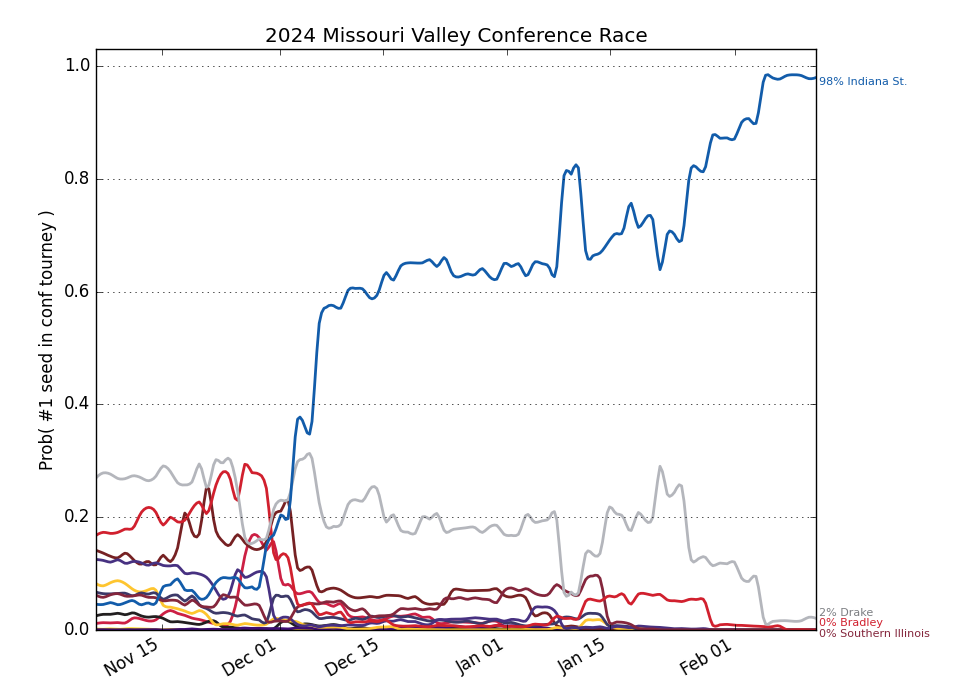 2024 Missouri Valley Conference Race
Prob( #1 seed in conf tourney )
1.0
0.8
0.6
0.4
0.2
0.0
Nov 15
Dec 01
Dec 15
Jan 01
Jan 15
Feb 01
98% Indiana St.
2% Drake
0% Bradley
0% Southern Illinois